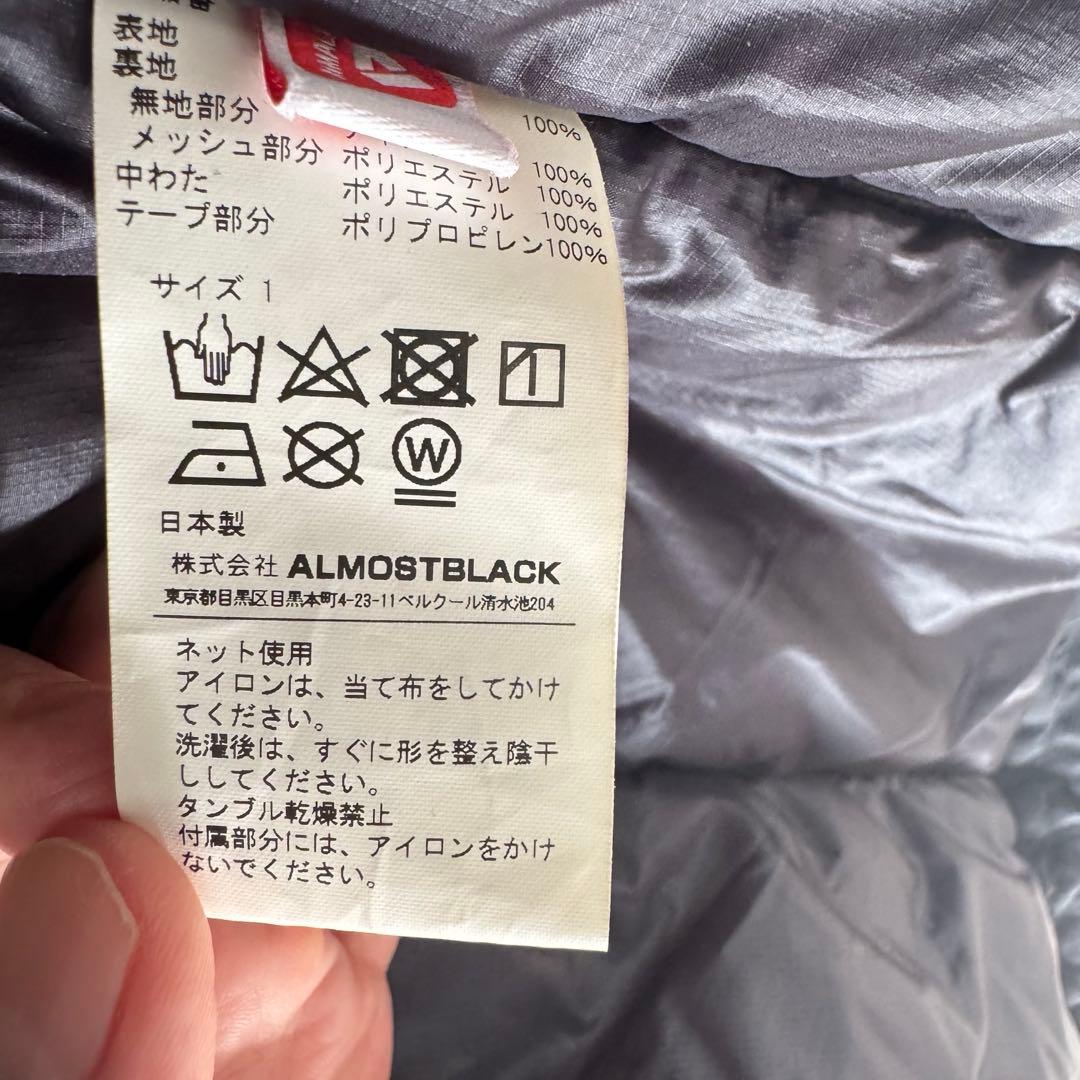 表地
裏地
無地部分 100%
メッシュ部分 ポリエステル 100%
中わた ポリエステル 100%
テープ部分 ポリプロピレン100%
100%
サイズ 1
W
日本製
株式会社 ALMOSTBLACK
東京都目黒区目黒本町4-23-11ベルクール清水池204
ネット使用
アイロンは、当て布をしてかけ
てください。
洗濯後は、すぐに形を整え陰干
ししてください。
タンブル乾燥禁止
付属部分には、アイロンをかけ
ないでください。